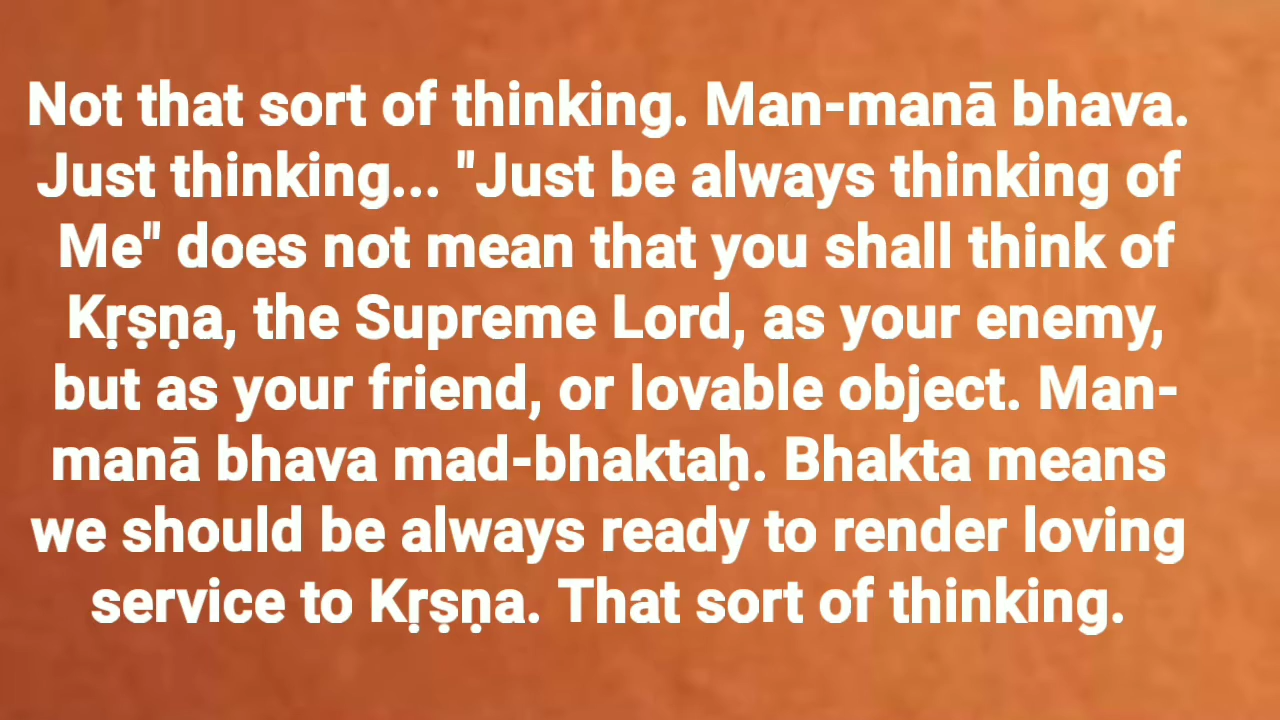 Not that sort of thinking. Man-manā bhava.
Just thinking... "Just be always thinking of
Me" does not mean that you shall think of
Kṛṣṇa, the Supreme Lord, as your enemy,
but as your friend, or lovable object. Man-
manā bhava mad-bhaktaḥ. Bhakta means
we should be always ready to render loving
service to Kṛṣṇa. That sort of thinking.